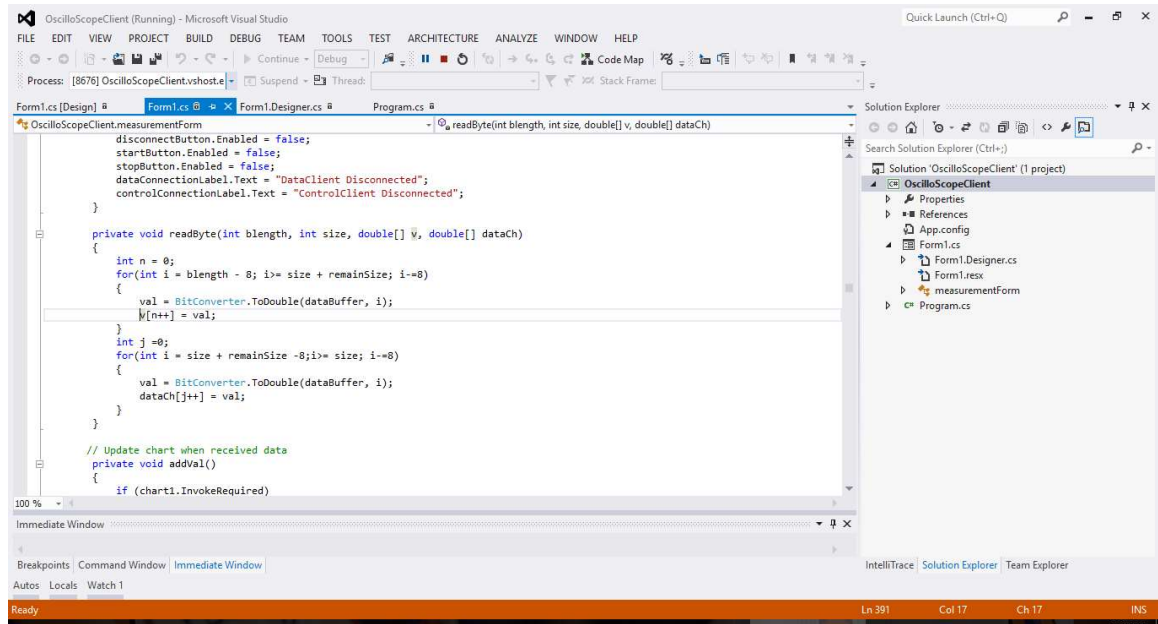 OscilloScopeClient (Running) - Microsoft Visual Studio
Quick Launch (Ctrl+Q)
FILE EDIT VIEW PROJECT BUILD DEBUG TEAM TOOLS TEST ARCHITECTURE ANALYZE WINDOW HELP
Continue Debug Code Map
Process: [8676] OscilloScopeClient.vshost.e Suspend Thread: Stack Frame:
Form1.cs [Design] Form1.cs Form1.Designer.cs Program.cs
OscilloScopeClient.measurementForm readByte(int blength, int size, double[] v, double[] dataCh)
disconnectButton.Enabled = false;
startButton.Enabled = false;
stopButton.Enabled = false;
dataConnectionLabel.Text = "DataClient Disconnected";
controlConnectionLabel.Text = "ControlClient Disconnected";
}
private void readByte(int blength, int size, double[] v, double[] dataCh)
{
int n = 0;
for(int i = blength - 8; i>= size + remainSize; i-=8)
{
val = BitConverter.ToDouble(dataBuffer, i);
v[n++] = val;
}
int j =0;
for(int i = size + remainSize -8;i>= size; i-=8)
{
val = BitConverter.ToDouble(dataBuffer, i);
dataCh[j++] = val;
}
}
// Update chart when received data
private void addVal()
{
if (chart1.InvokeRequired)
100 %
Immediate Window
Breakpoints Command Window Immediate Window
Autos Locals Watch 1
Solution Explorer
Search Solution Explorer (Ctrl+;)
Solution 'OscilloScopeClient' (1 project)
C# OscilloScopeClient
Properties
References
App.config
Form1.cs
Form1.Designer.cs
Form1.resx
measurementForm
C# Program.cs
IntelliTrace Solution Explorer Team Explorer
Ready Ln 391 Col 17 Ch 17 INS